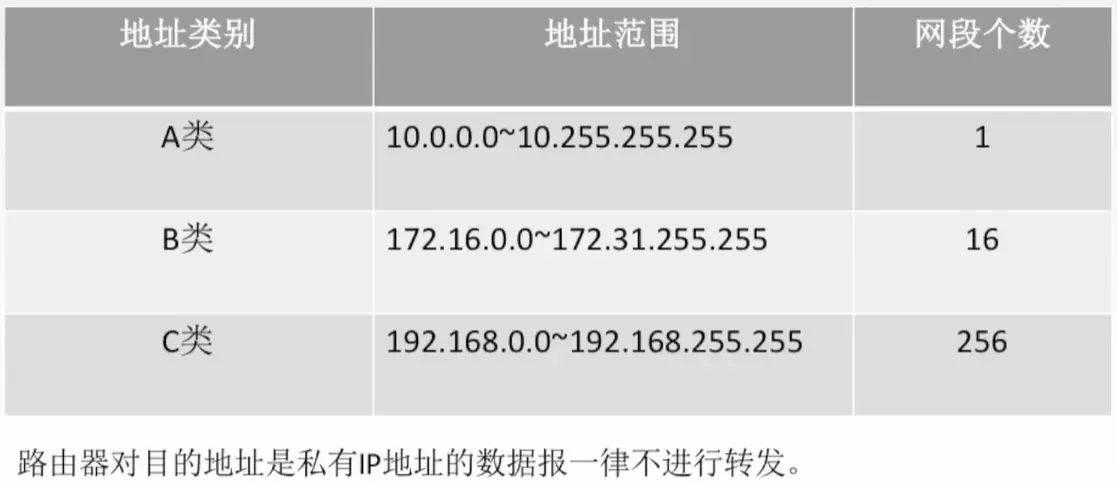 地址类别 地址范围 网段个数
A类 10.0.0.0~10.255.255.255 1
B类 172.16.0.0~172.31.255.255 16
C类 192.168.0.0~192.168.255.255 256
路由器对目的地址是私有IP地址的数据报一律不进行转发。